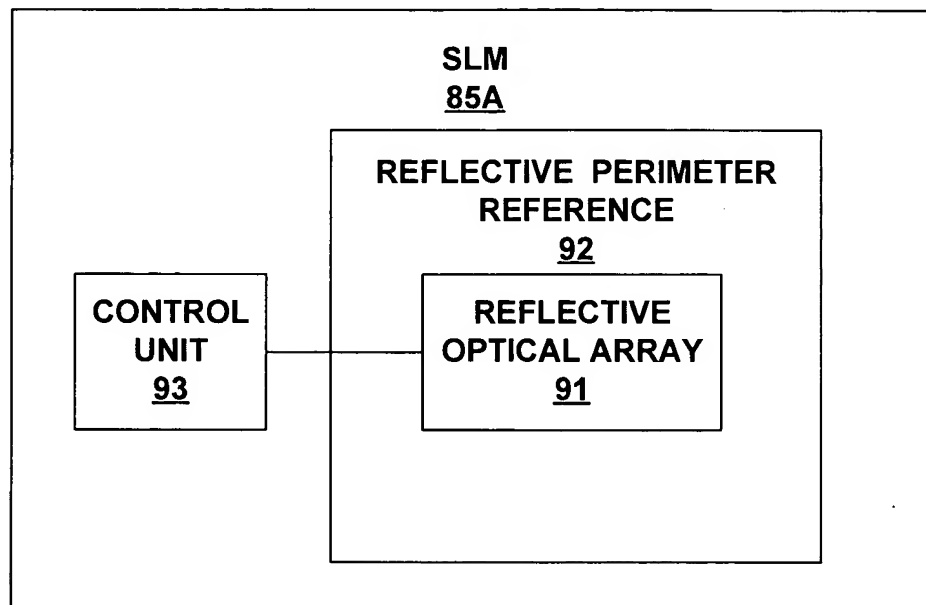 SLM
85A
REFLECTIVE PERIMETER
REFERENCE
92
CONTROL
UNIT
93
REFLECTIVE
OPTICAL ARRAY
91